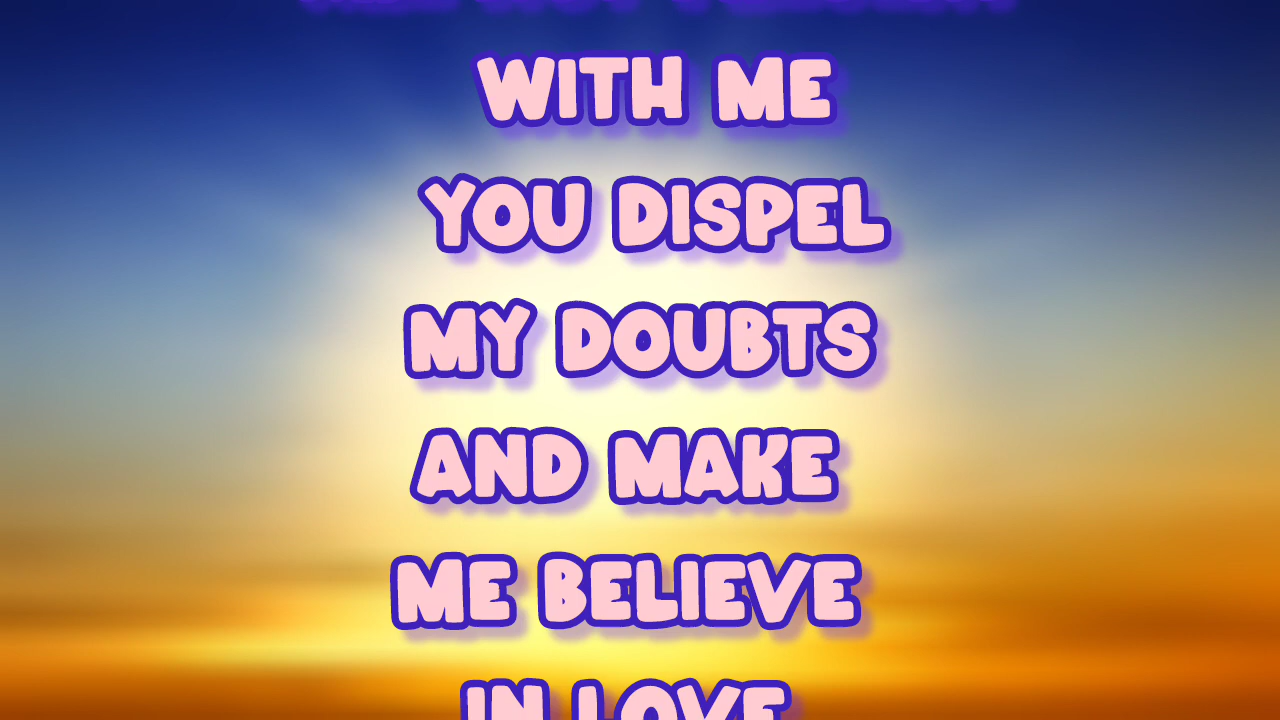 WITH ME
YOU DISPEL
MY DOUBTS
AND MAKE
ME BELIEVE
IN LOVE